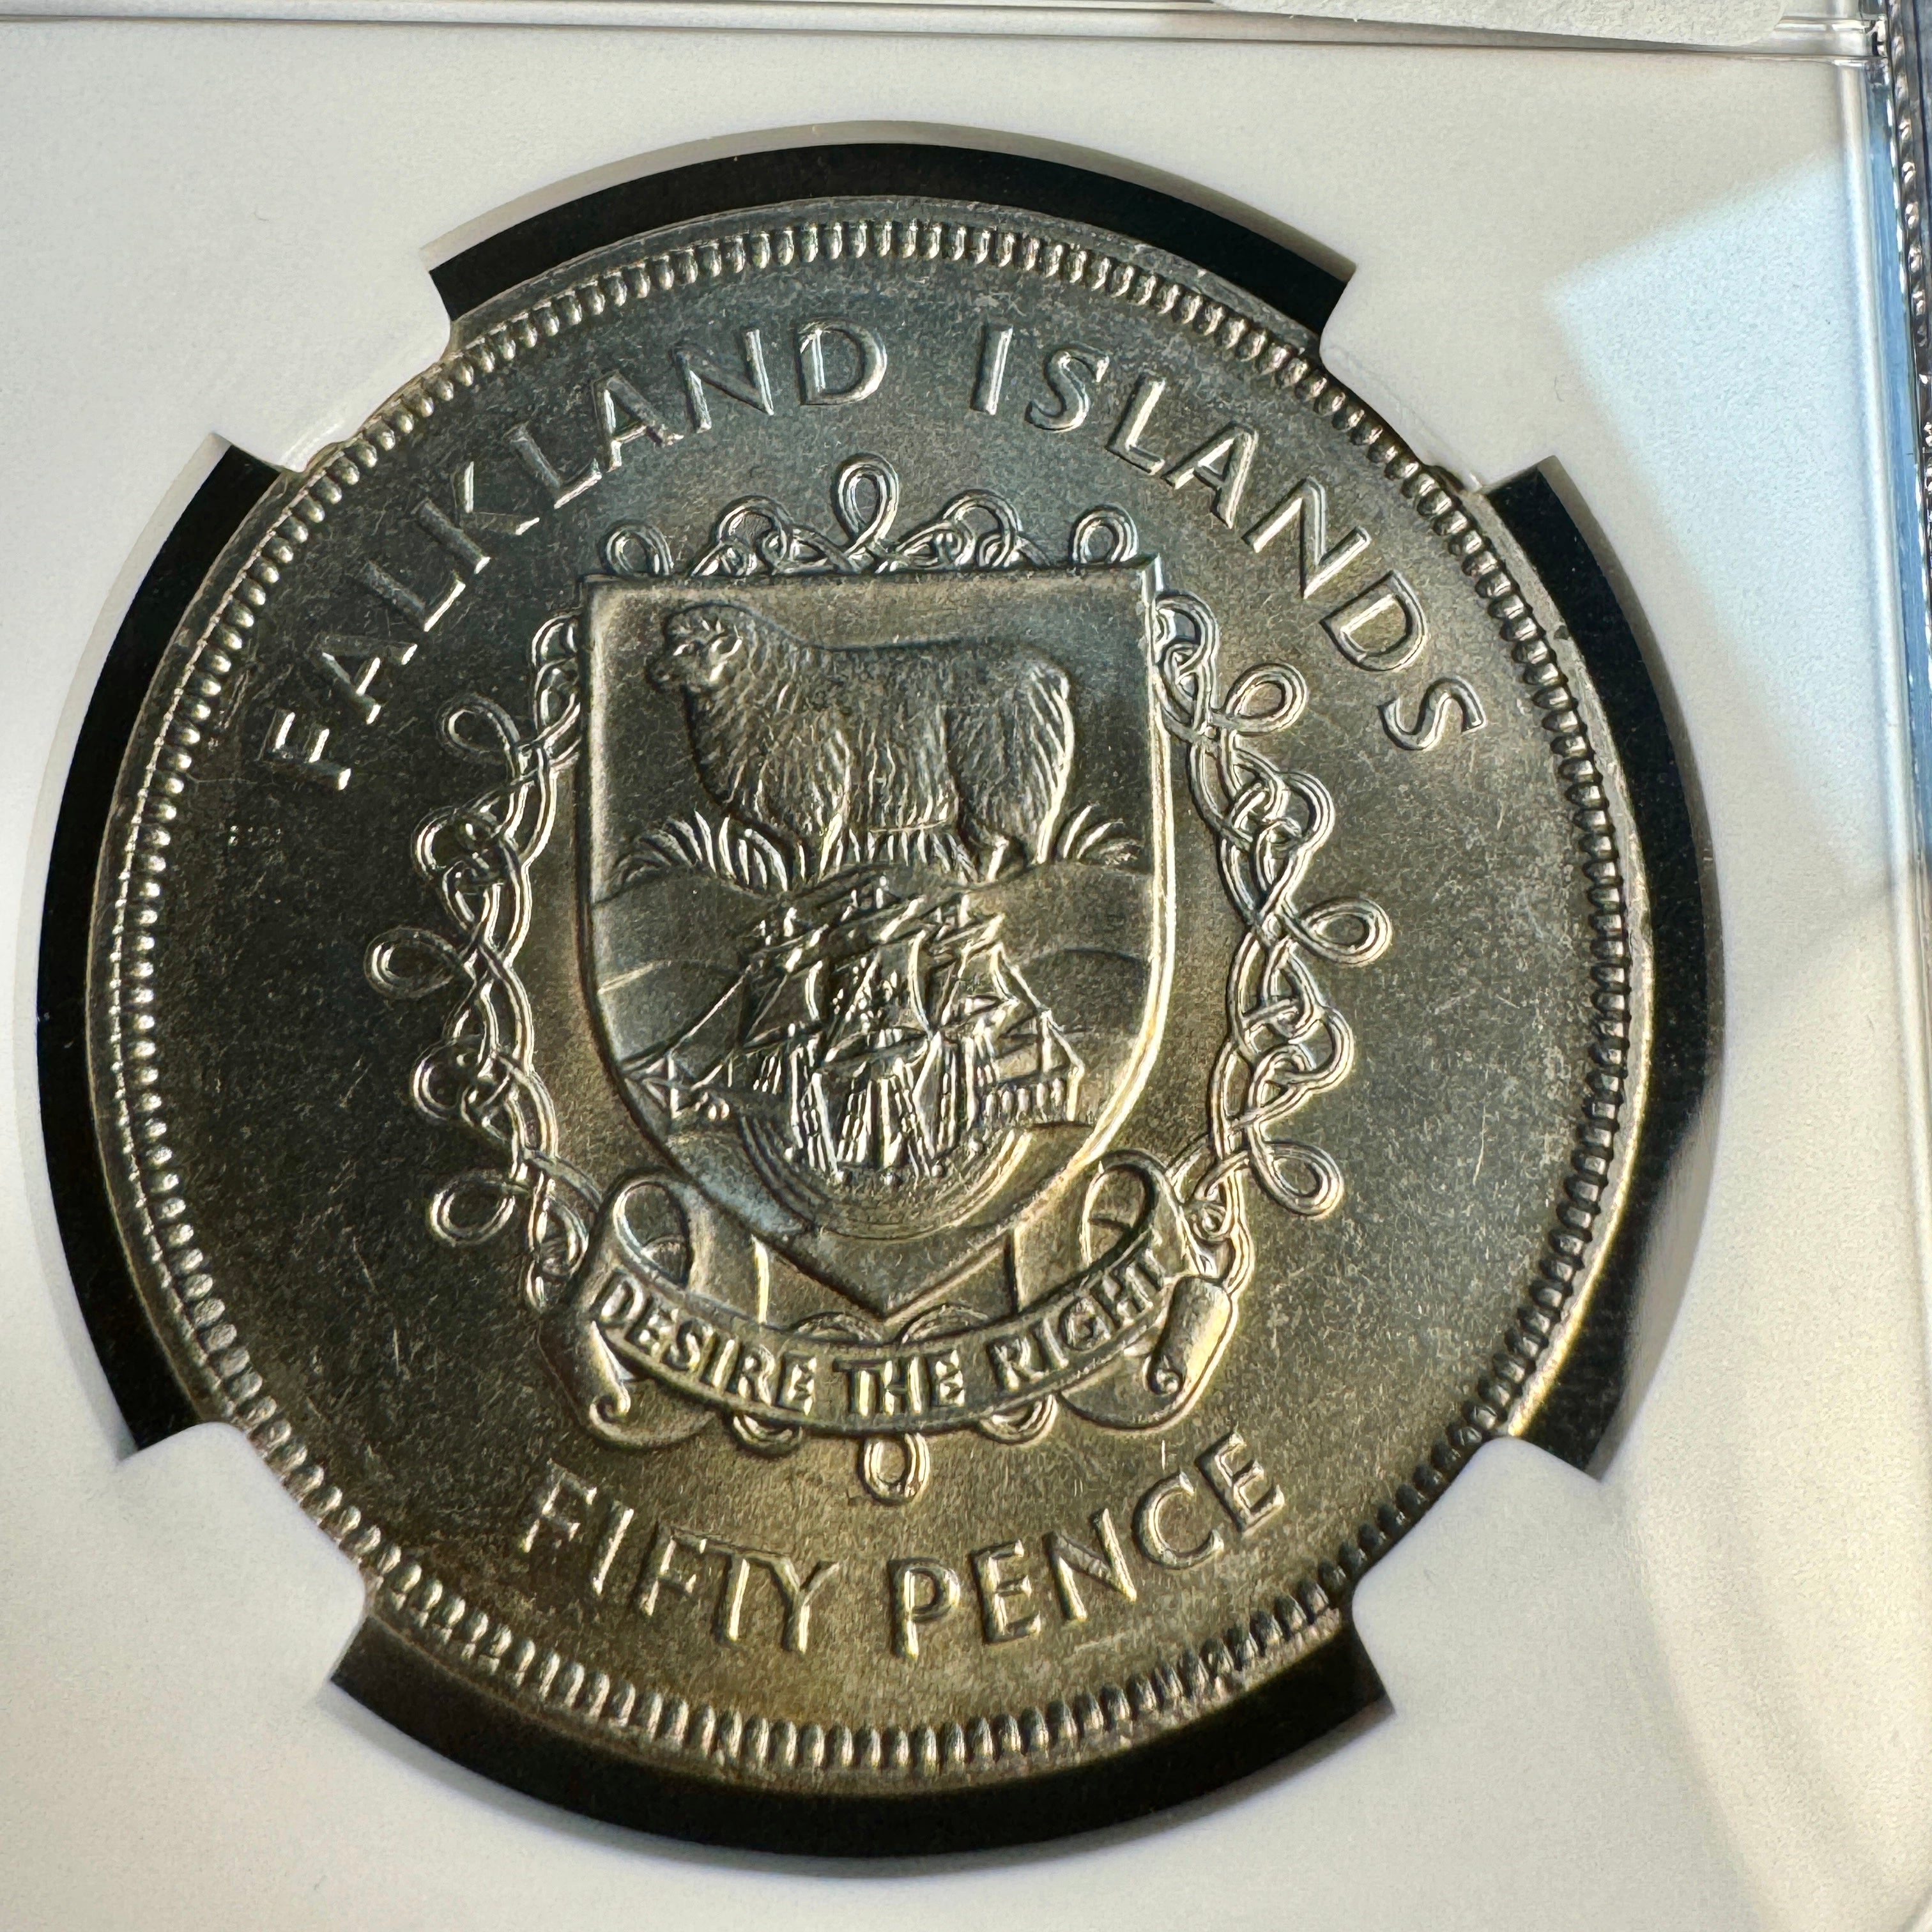 FALKLAND ISLANDS
DESIRE THE RIGHT
FIFTY PENCE